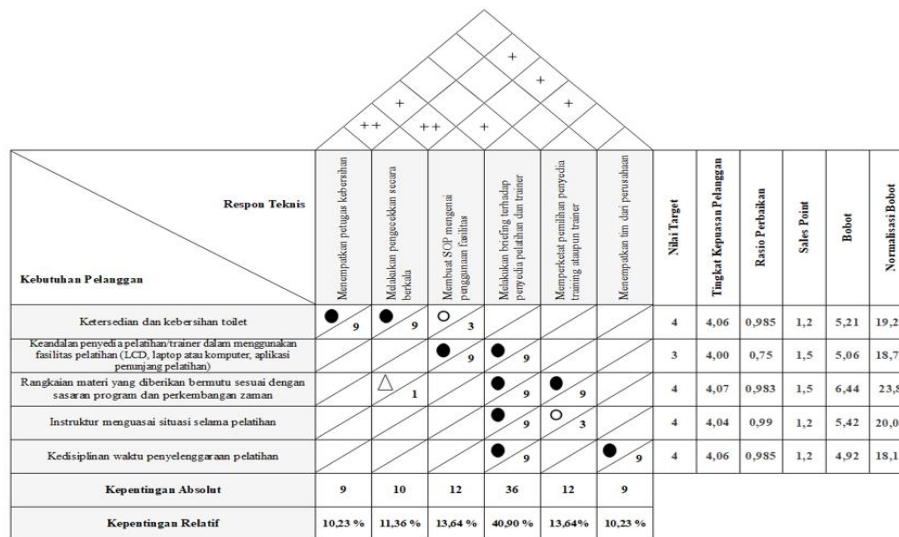 +
+
+
+
++
++
+
Respon Teknis
Kebutuhan Pelanggan
Menempatkan petugas kebersihan
Melakukan pengecekkan secara
berkala
Membuat SOP mengenai
penggunaan fasilitas
Melakukan briefing terhadap
penyedia pelatihan dan trainer
Memperketat pemilihan penyedia
training ataupun trainer
Menempatkan tim dari perusahaan
Nilai Target
Tingkat Kepuasan Pelanggan
Rasio Perbaikan
Sales Point
Bobot
Normalisasi Bobot
Ketersedian dan kebersihan toilet
9 9 3 4 4,06 0,985 1,2 5,21 19,2
Keandalan penyedia pelatihan/trainer dalam menggunakan
fasilitas pelatihan (LCD, laptop atau komputer, aplikasi
penunjang pelatihan)
9 9 3 4,00 0,75 1,5 5,06 18,7
Rangkaian materi yang diberikan bermutu sesuai dengan
sasaran program dan perkembangan zaman
1 9 9 4 4,07 0,983 1,5 6,44 23,8
Instruktur menguasai situasi selama pelatihan
9 3 4 4,04 0,99 1,2 5,42 20,0
Kedisiplinan waktu penyelenggaraan pelatihan
9 9 4 4,06 0,985 1,2 4,92 18,1
Kepentingan Absolut 9 10 12 36 12 9
Kepentingan Relatif 10,23 % 11,36 % 13,64 % 40,90 % 13,64% 10,23 %